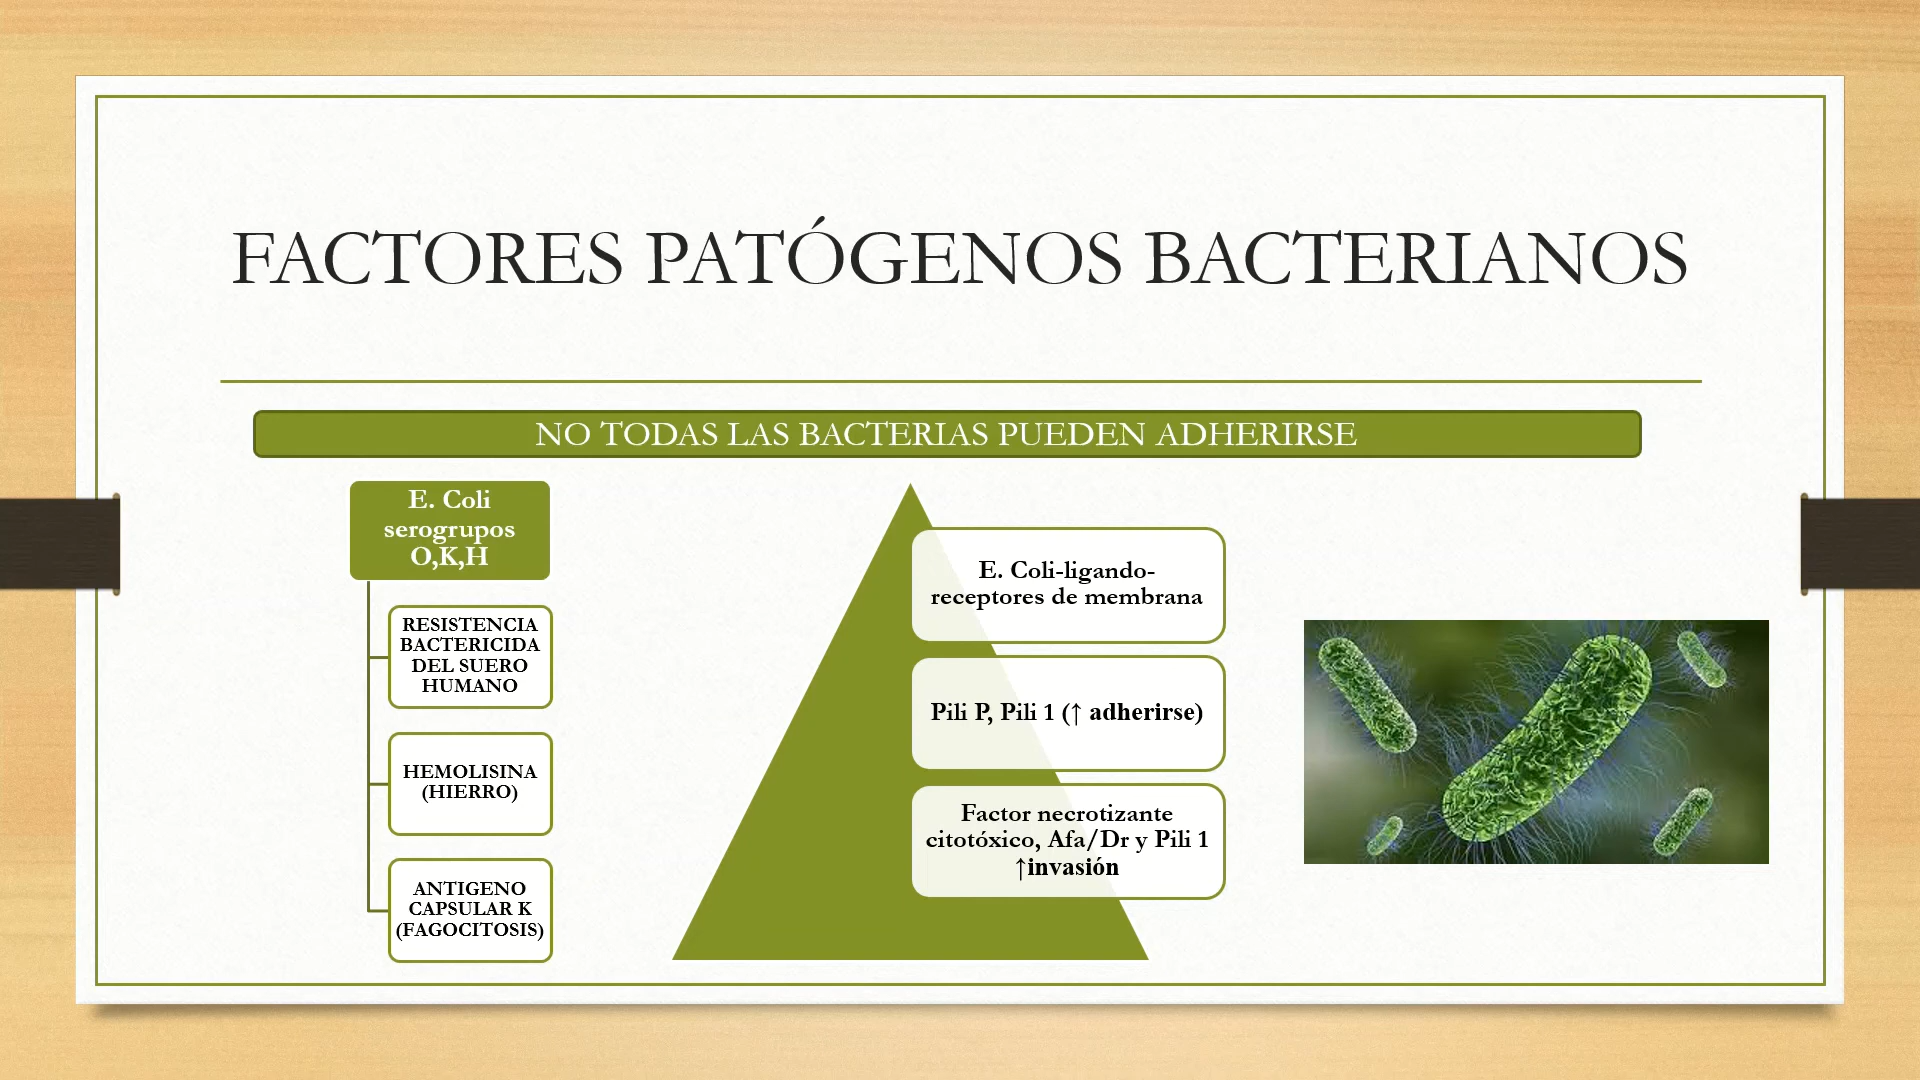 FACTORES PATÓGENOS BACTERIANOS
NO TODAS LAS BACTERIAS PUEDEN ADHERIRSE
E. Coli
serogrupos
O,K,H
RESISTENCIA
BACTERICIDA
DEL SUERO
HUMANO
HEMOLISINA
(HIERRO)
ANTIGENO
CAPSULAR K
(FAGOCITOSIS)
E. Coli-ligando-
receptores de membrana
Pili P, Pili 1 (↑ adherirse)
Factor necrotizante
citotóxico, Afa/Dr y Pili 1
↑invasión